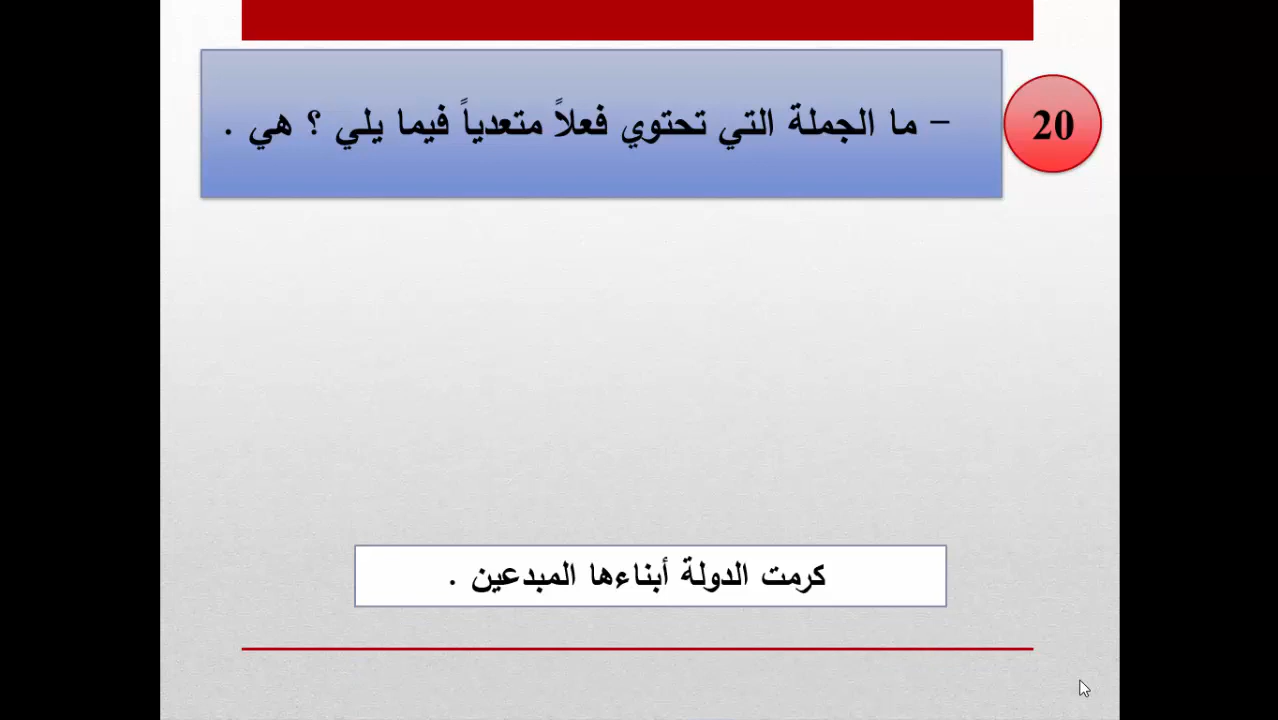 20
– ما الجملة التي تحتوي فعلاً متعدياً فيما يلي ؟ هي .
كرمت الدولة أبناءها المبدعين .